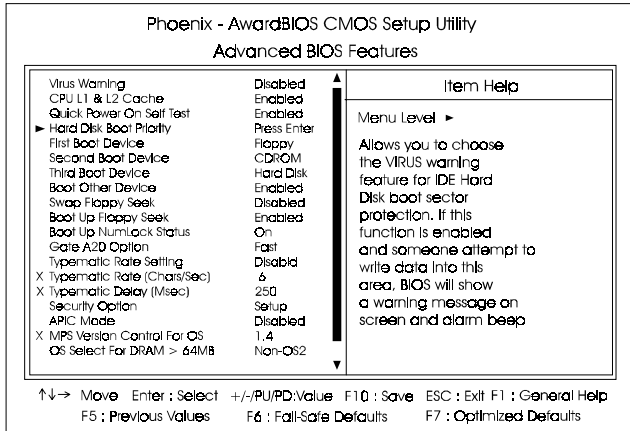 Phoenix - AwardBIOS CMOS Setup Utility
Advanced BIOS Features
Virus Warning Disabled
CPU L1 & L2 Cache Enabled
Quick Power On Self Test Enabled
► Hard Disk Boot Priority Press Enter
First Boot Device Floppy
Second Boot Device CDROM
Third Boot Device Hard Disk
Boot Other Device Enabled
Swap Floppy Seek Disabled
Boot Up Floppy Seek Enabled
Boot Up NumLock Status On
Gate A20 Option Fast
Typematic Rate Setting Disabld
X Typematic Rate (Chars/Sec) 6
X Typematic Delay (Msec) 250
Security Option Setup
APIC Mode Disabled
X MPS Version Control For OS 1.4
OS Select For DRAM > 64MB Non-OS2
Item Help
Menu Level ►
Allows you to choose
the VIRUS warning
feature for IDE Hard
Disk boot sector
protection. If this
function is enabled
and someone attempt to
write data into this
area, BIOS will show
a warning message on
screen and alarm beep
↑↓→ Move Enter : Select +/-/PU/PD:Value F10 : Save ESC : Exit F1 : General Help
F5 : Previous Values F6 : Fail-Safe Defaults F7 : Optimized Defaults